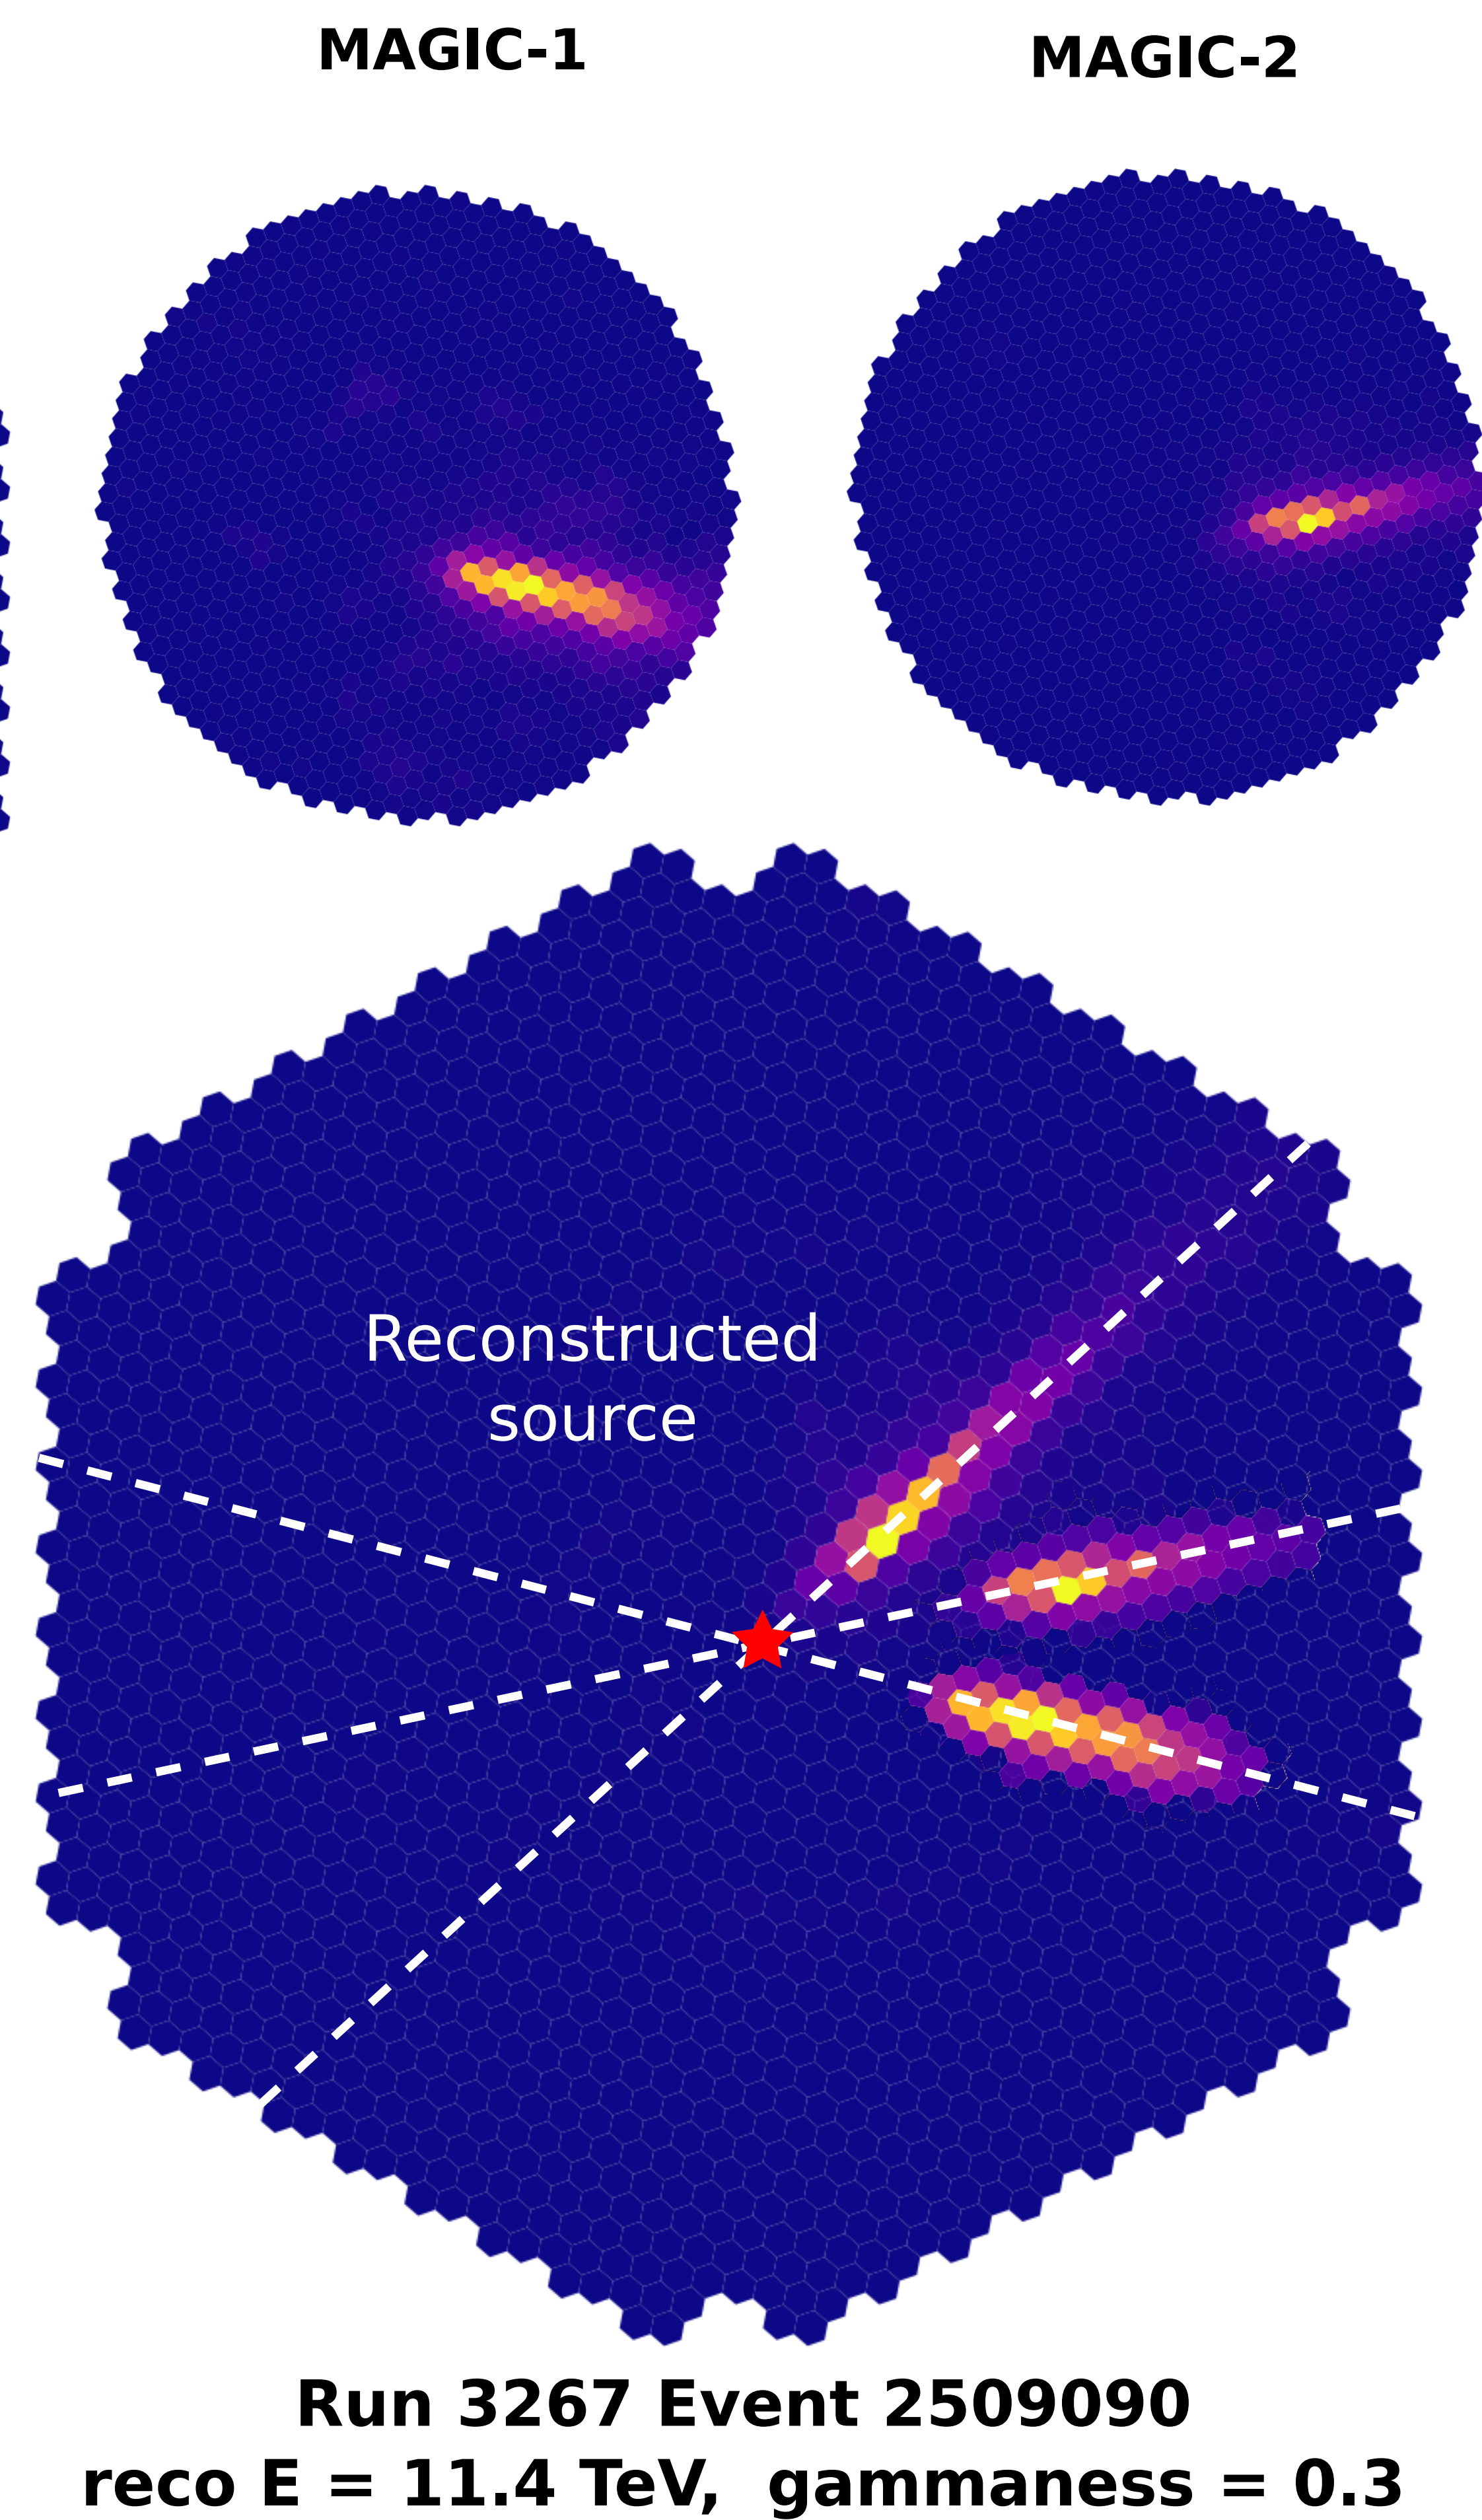 MAGIC-1
MAGIC-2
Reconstructed
source
Run 3267 Event 2509090
reco E = 11.4 TeV, gammaness = 0.3